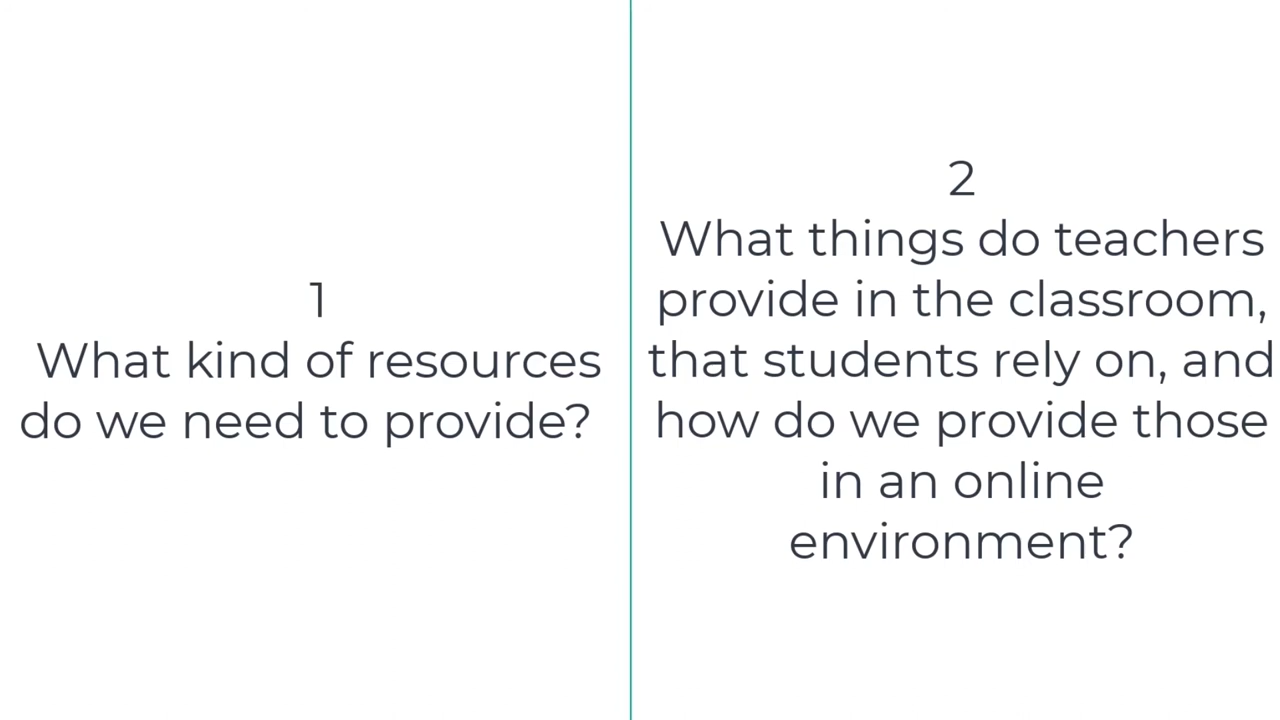 1
What kind of resources
do we need to provide?
2
What things do teachers
provide in the classroom,
that students rely on, and
how do we provide those
in an online
environment?